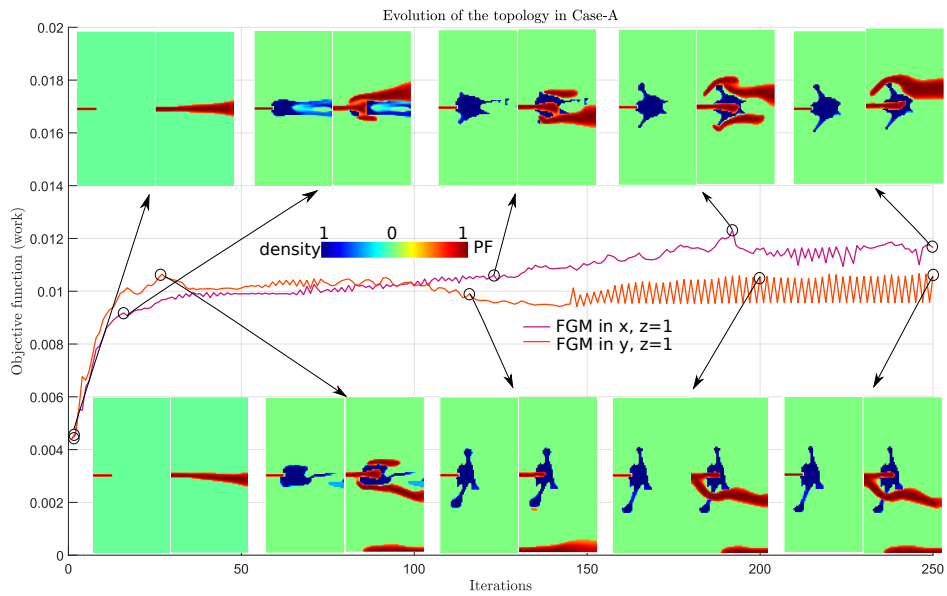 Evolution of the topology in Case-A
0.02
0.018
0.016
0.014
0.012
0.01
0.008
0.006
0.004
0.002
0
Objective function (work)
density 1 0 1 PF
FGM in x, z=1
FGM in y, z=1
0 50 100 150 200 250
Iterations